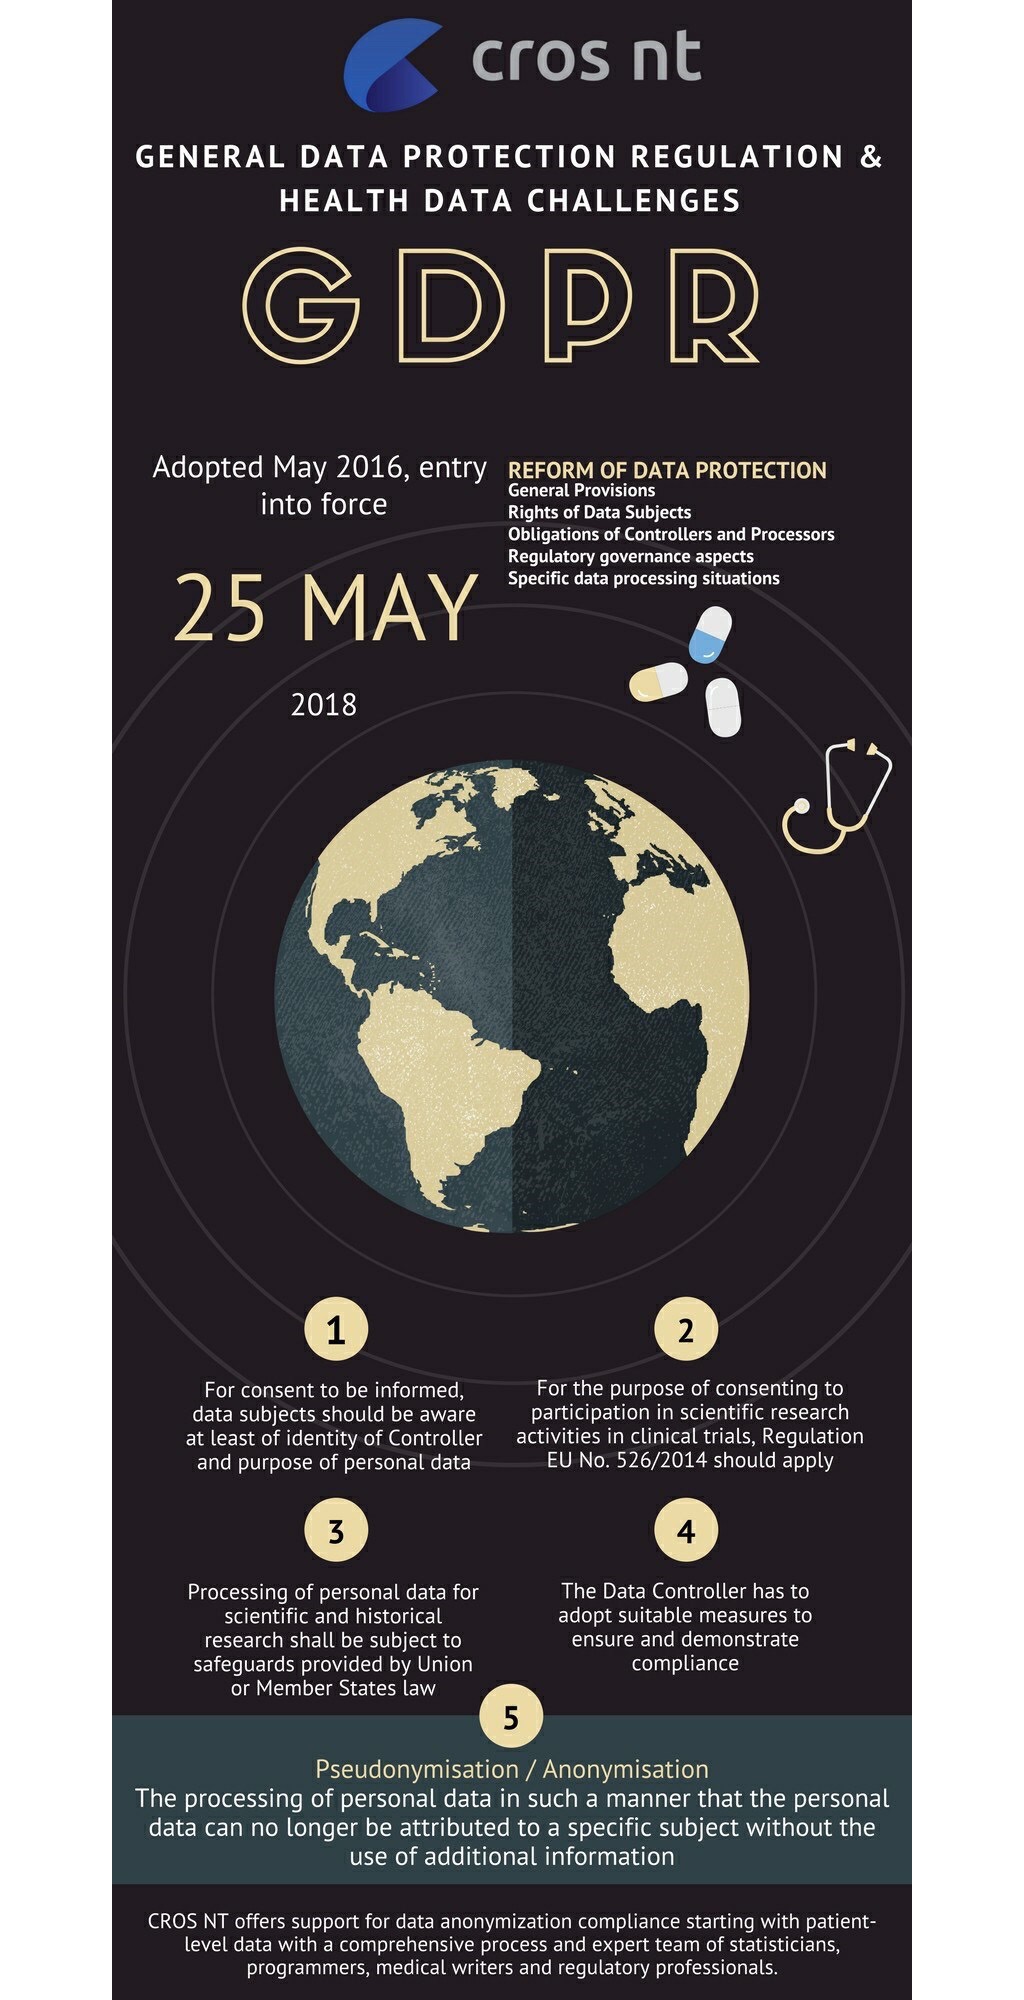 cros nt
GENERAL DATA PROTECTION REGULATION &
HEALTH DATA CHALLENGES
GDPR
Adopted May 2016, entry
into force
25 MAY
2018
REFORM OF DATA PROTECTION
General Provisions
Rights of Data Subjects
Obligations of Controllers and Processors
Regulatory governance aspects
Specific data processing situations
1
For consent to be informed,
data subjects should be aware
at least of identity of Controller
and purpose of personal data
2
For the purpose of consenting to
participation in scientific research
activities in clinical trials, Regulation
EU No. 526/2014 should apply
3
Processing of personal data for
scientific and historical
research shall be subject to
safeguards provided by Union
or Member States law
4
The Data Controller has to
adopt suitable measures to
ensure and demonstrate
compliance
5
Pseudonymisation / Anonymisation
The processing of personal data in such a manner that the personal
data can no longer be attributed to a specific subject without the
use of additional information
CROS NT offers support for data anonymization compliance starting with patient-
level data with a comprehensive process and expert team of statisticians,
programmers, medical writers and regulatory professionals.